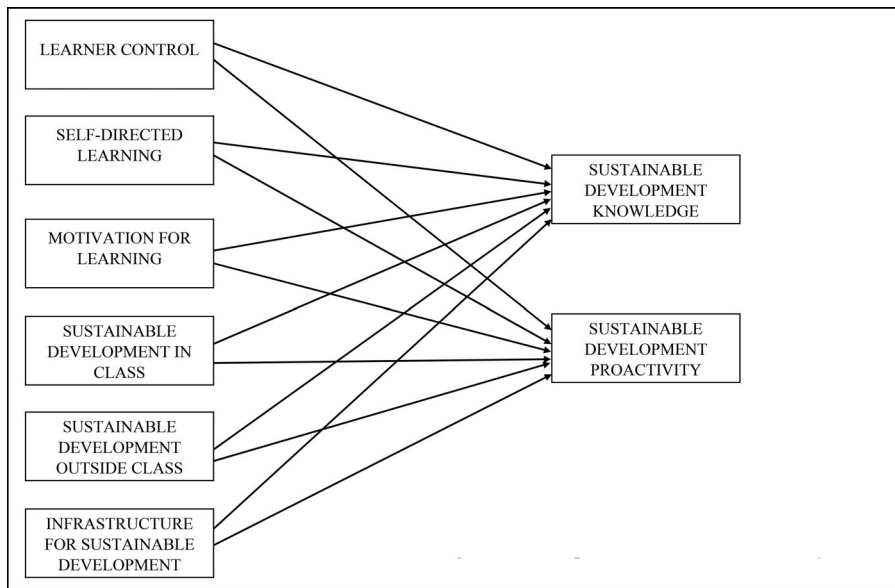 LEARNER CONTROL
SELF-DIRECTED
LEARNING
MOTIVATION FOR
LEARNING
SUSTAINABLE
DEVELOPMENT IN
CLASS
SUSTAINABLE
DEVELOPMENT
OUTSIDE CLASS
INFRASTRUCTURE
FOR SUSTAINABLE
DEVELOPMENT
SUSTAINABLE
DEVELOPMENT
KNOWLEDGE
SUSTAINABLE
DEVELOPMENT
PROACTIVITY